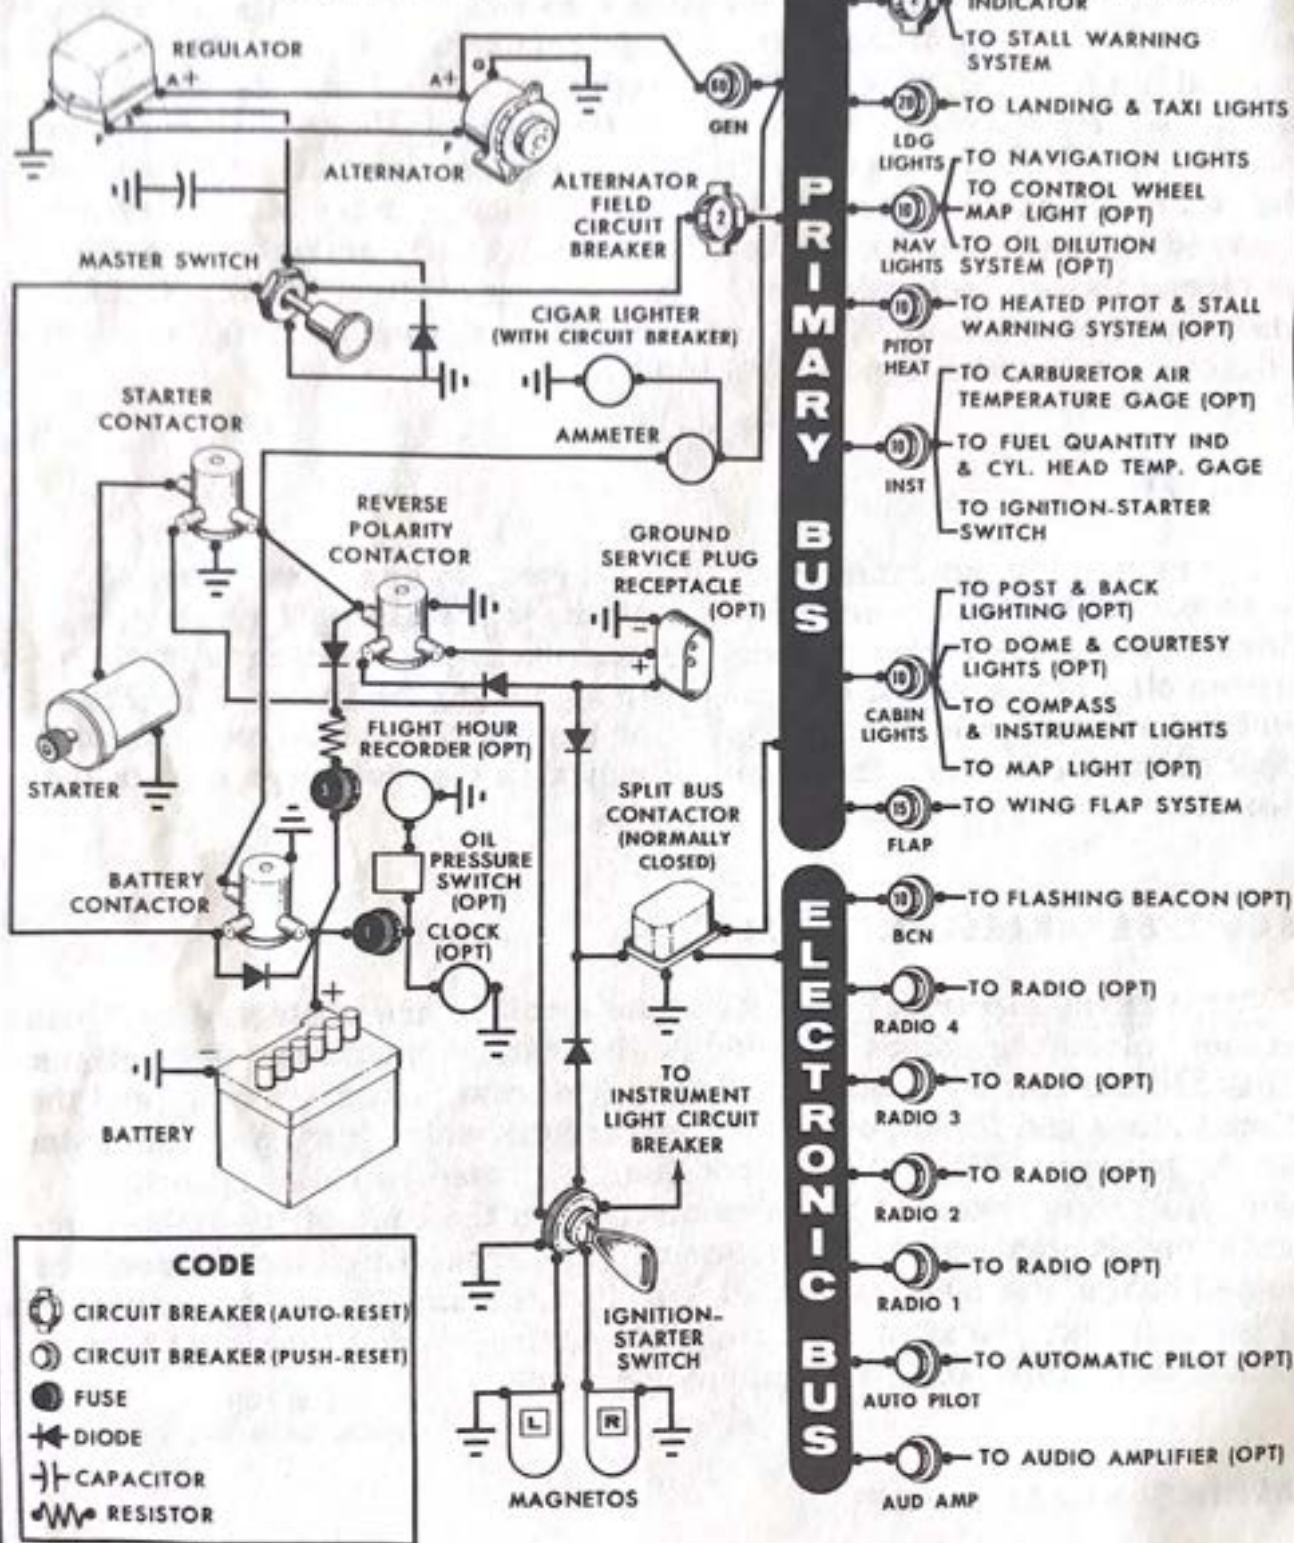 INDICATOR
TO STALL WARNING
SYSTEM
REGULATOR
A+
A+
G
60
GEN
20
TO LANDING & TAXI LIGHTS
LDG
LIGHTS
F
F
ALTERNATOR
ALTERNATOR
FIELD
CIRCUIT
BREAKER
2
PRIMARY BUS
10
NAV
LIGHTS
TO NAVIGATION LIGHTS
TO CONTROL WHEEL
MAP LIGHT (OPT)
TO OIL DILUTION
SYSTEM (OPT)
MASTER SWITCH
CIGAR LIGHTER
(WITH CIRCUIT BREAKER)
10
PITOT
HEAT
TO HEATED PITOT & STALL
WARNING SYSTEM (OPT)
STARTER
CONTACTOR
AMMETER
10
INST
TO CARBURETOR AIR
TEMPERATURE GAGE (OPT)
TO FUEL QUANTITY IND
& CYL. HEAD TEMP. GAGE
TO IGNITION-STARTER
SWITCH
REVERSE
POLARITY
CONTACTOR
GROUND
SERVICE PLUG
RECEPTACLE
(OPT)
−
+
10
CABIN
LIGHTS
TO POST & BACK
LIGHTING (OPT)
TO DOME & COURTESY
LIGHTS (OPT)
TO COMPASS
& INSTRUMENT LIGHTS
TO MAP LIGHT (OPT)
STARTER
FLIGHT HOUR
RECORDER (OPT)
SPLIT BUS
CONTACTOR
(NORMALLY
CLOSED)
15
FLAP
TO WING FLAP SYSTEM
OIL
PRESSURE
SWITCH
(OPT)
BATTERY
CONTACTOR
CLOCK
(OPT)
ELECTRONIC BUS
10
BCN
TO FLASHING BEACON (OPT)
RADIO 4
TO RADIO (OPT)
+
−
BATTERY
TO
INSTRUMENT
LIGHT CIRCUIT
BREAKER
RADIO 3
TO RADIO (OPT)
RADIO 2
TO RADIO (OPT)
RADIO 1
TO RADIO (OPT)
IGNITION-
STARTER
SWITCH
AUTO PILOT
TO AUTOMATIC PILOT (OPT)
L
R
MAGNETOS
AUD AMP
TO AUDIO AMPLIFIER (OPT)
CODE
CIRCUIT BREAKER (AUTO-RESET)
CIRCUIT BREAKER (PUSH-RESET)
FUSE
DIODE
CAPACITOR
RESISTOR